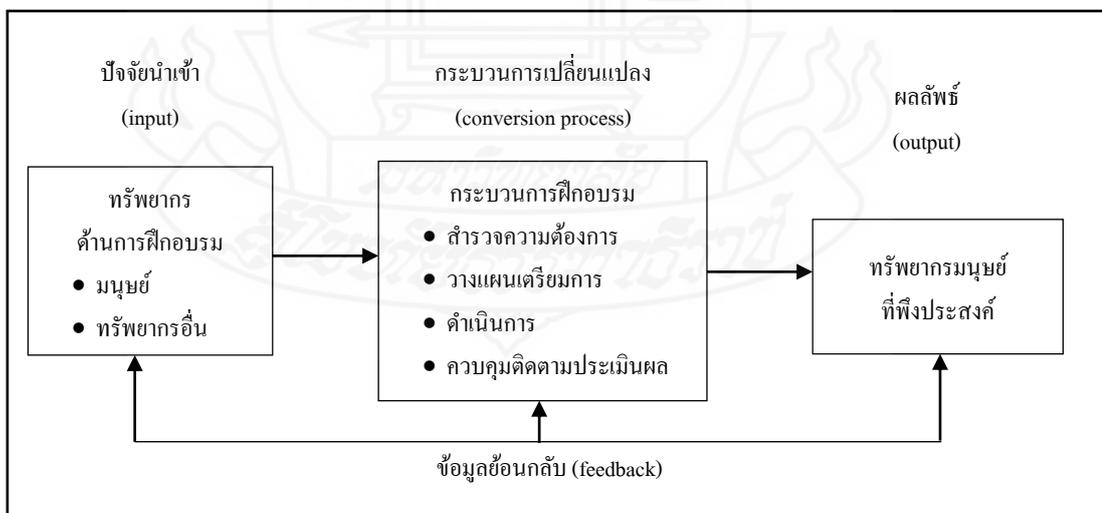 ปัจจัยนำเข้า
(input)
กระบวนการเปลี่ยนแปลง
(conversion process)
ผลลัพธ์
(output)
ทรัพยากร
ด้านการฝึกอบรม
● มนุษย์
● ทรัพยากรอื่น
กระบวนการฝึกอบรม
● สำรวจความต้องการ
● วางแผนเตรียมการ
● ดำเนินการ
● ควบคุมติดตามประเมินผล
ทรัพยากรมนุษย์
ที่พึงประสงค์
ข้อมูลย้อนกลับ (feedback)